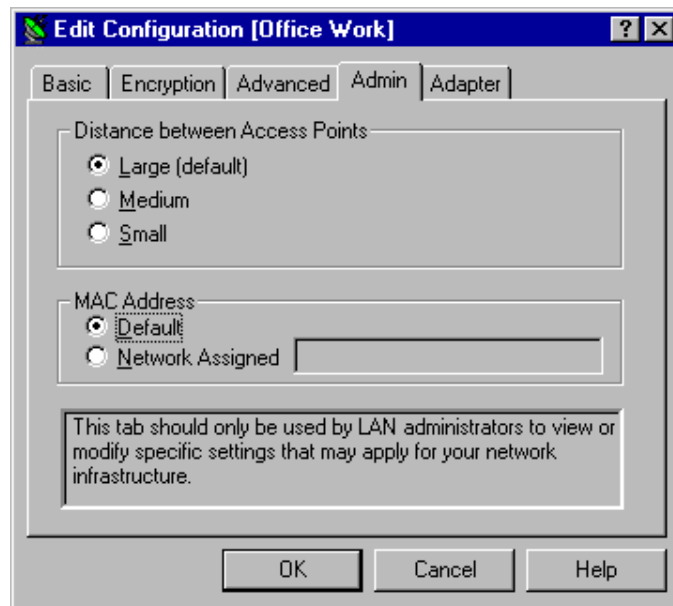 Edit Configuration [Office Work]
Basic Encryption Advanced Admin Adapter
Distance between Access Points
Large (default)
Medium
Small
MAC Address
Default
Network Assigned
This tab should only be used by LAN administrators to view or
modify specific settings that may apply for your network
infrastructure.
OK Cancel Help